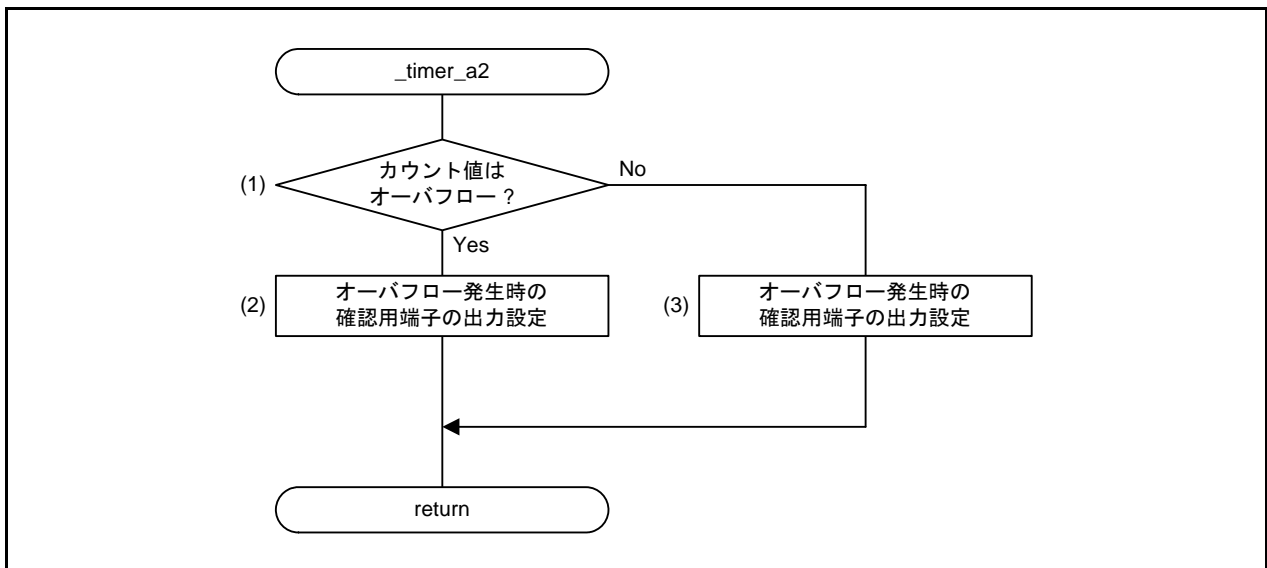 _timer_a2
(1)
カウント値は
オーバフロー？
No
Yes
(2)
オーバフロー発生時の
確認用端子の出力設定
(3)
オーバフロー発生時の
確認用端子の出力設定
return